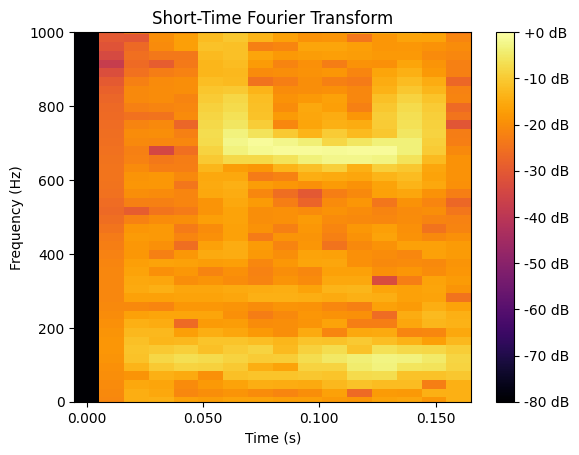 Short-Time Fourier Transform
1000
800
600
400
200
0
Frequency (Hz)
0.000
0.050
0.100
0.150
Time (s)
+0 dB
-10 dB
-20 dB
-30 dB
-40 dB
-50 dB
-60 dB
-70 dB
-80 dB